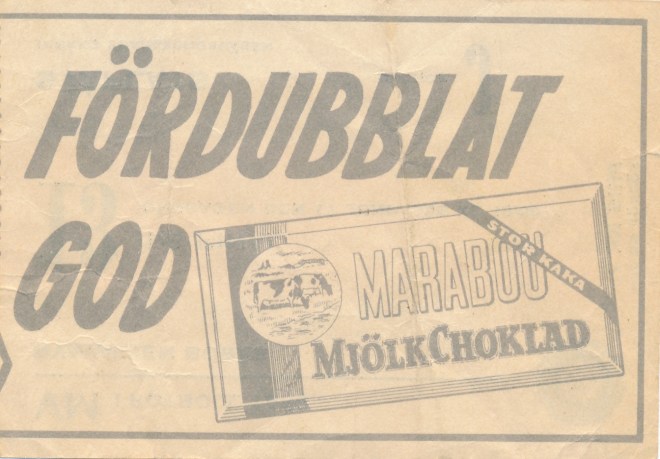 FÖRDUBBLAT
GOD
STOR KAKA
MARABOU
MJÖLKCHOKLAD